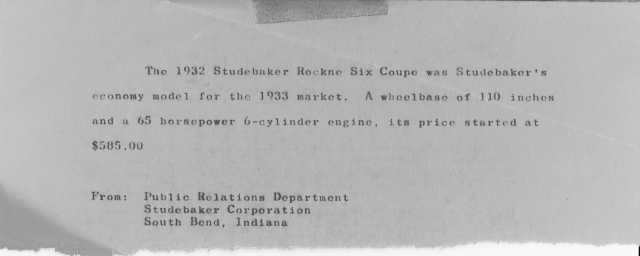 The 1932 Studebaker Rockne Six Coupe was Studebaker's
economy model for the 1933 market. A wheelbase of 110 inches
and a 65 horsepower 6-cylinder engine, its price started at
$585.00
From: Public Relations Department
Studebaker Corporation
South Bend, Indiana